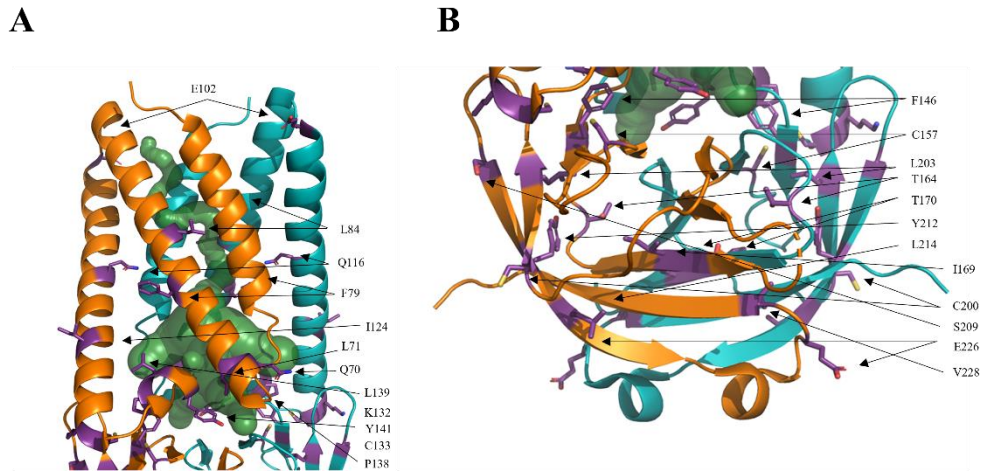 A
B
E102
L84
Q116
F79
I124
L71
Q70
L139
K132
Y141
C133
P138
F146
C157
L203
T164
T170
Y212
L214
I169
C200
S209
E226
V228